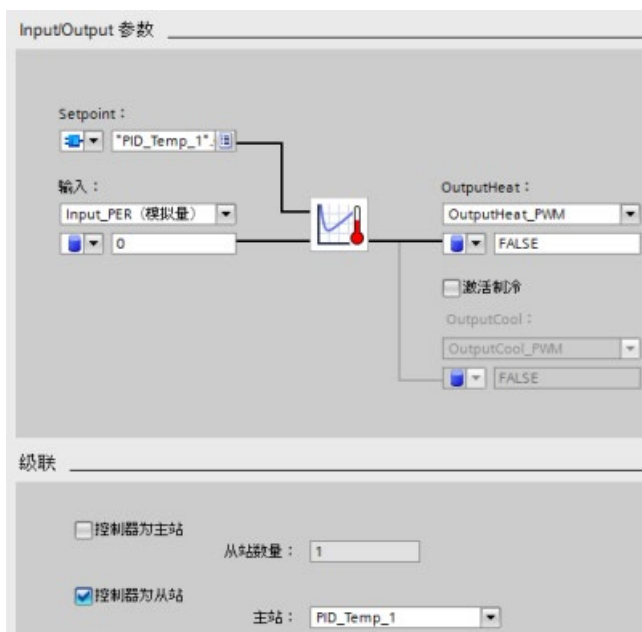 Input/Output 参数
Setpoint：
"PID_Temp_1".
输入：
Input_PER（模拟量）
0
OutputHeat：
OutputHeat_PWM
FALSE
激活制冷
OutputCool：
OutputCool_PWM
FALSE
级联
控制器为主站
从站数量：
1
控制器为从站
主站：
PID_Temp_1